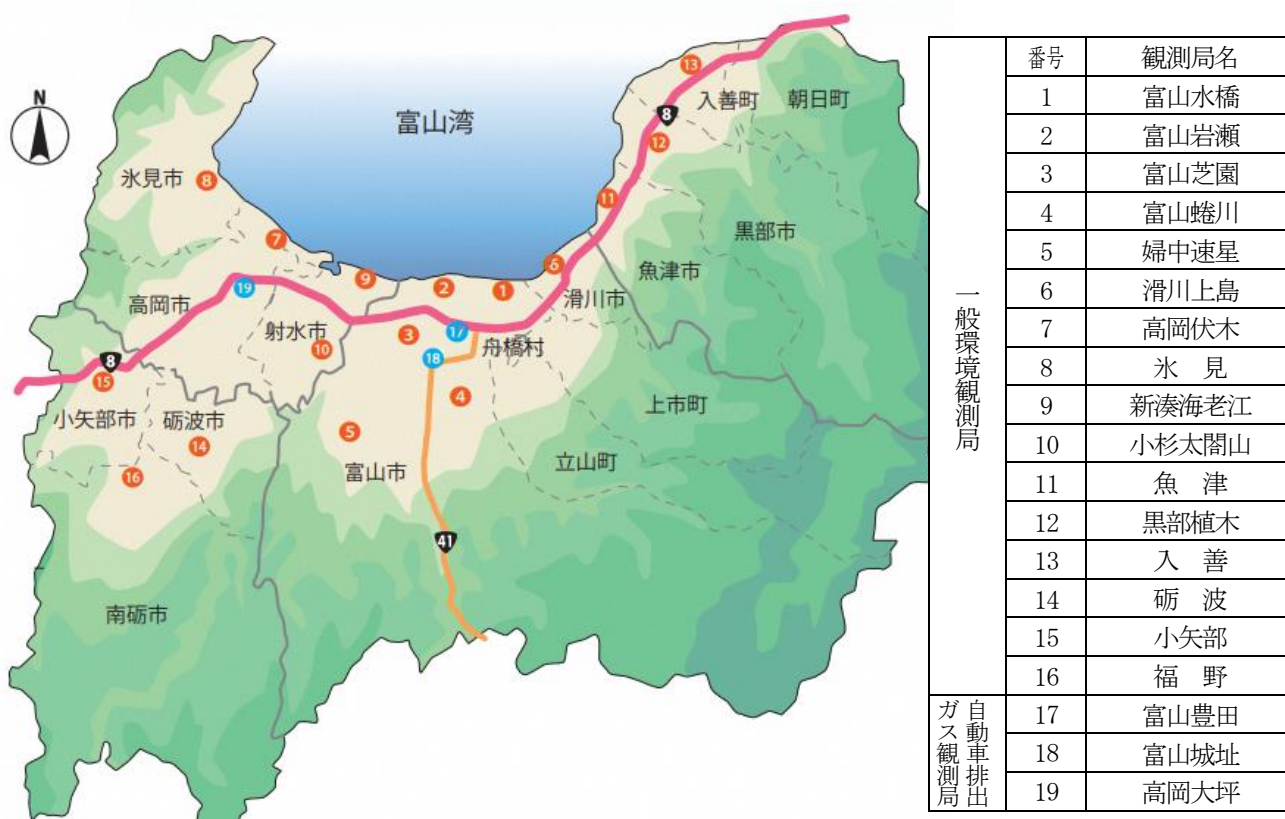 N
富山湾
氷見市
高岡市
射水市
小矢部市
砺波市
南砺市
富山市
舟橋村
滑川市
魚津市
黒部市
入善町
朝日町
上市町
立山町
8
8
41
1
2
3
4
5
6
7
8
9
10
11
12
13
14
15
16
17
18
19
番号 観測局名
一般環境観測局
1 富山水橋
2 富山岩瀬
3 富山芝園
4 富山蜷川
5 婦中速星
6 滑川上島
7 高岡伏木
8 氷 見
9 新湊海老江
10 小杉太閤山
11 魚 津
12 黒部植木
13 入 善
14 砺 波
15 小矢部
16 福 野
自動車排出
ガス観測局
17 富山豊田
18 富山城址
19 高岡大坪